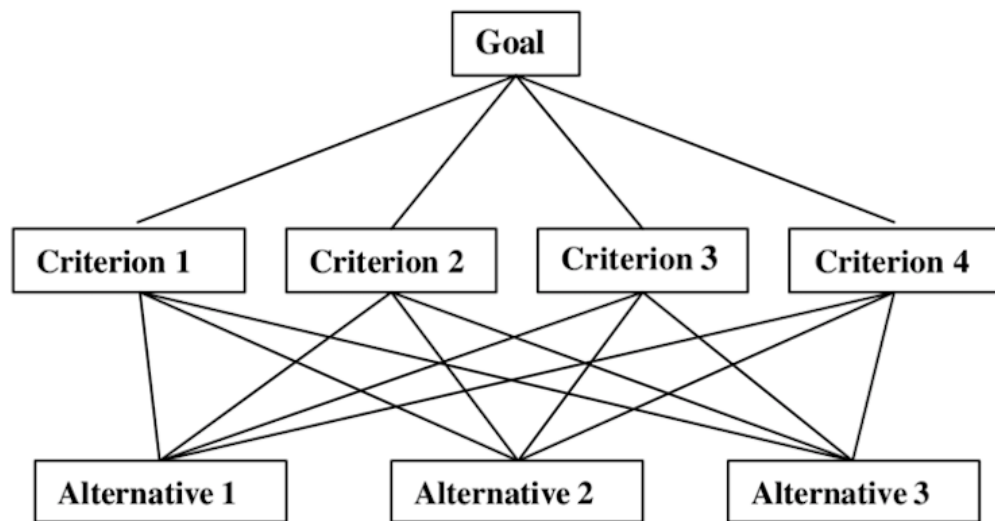 Goal
Criterion 1
Criterion 2
Criterion 3
Criterion 4
Alternative 1
Alternative 2
Alternative 3